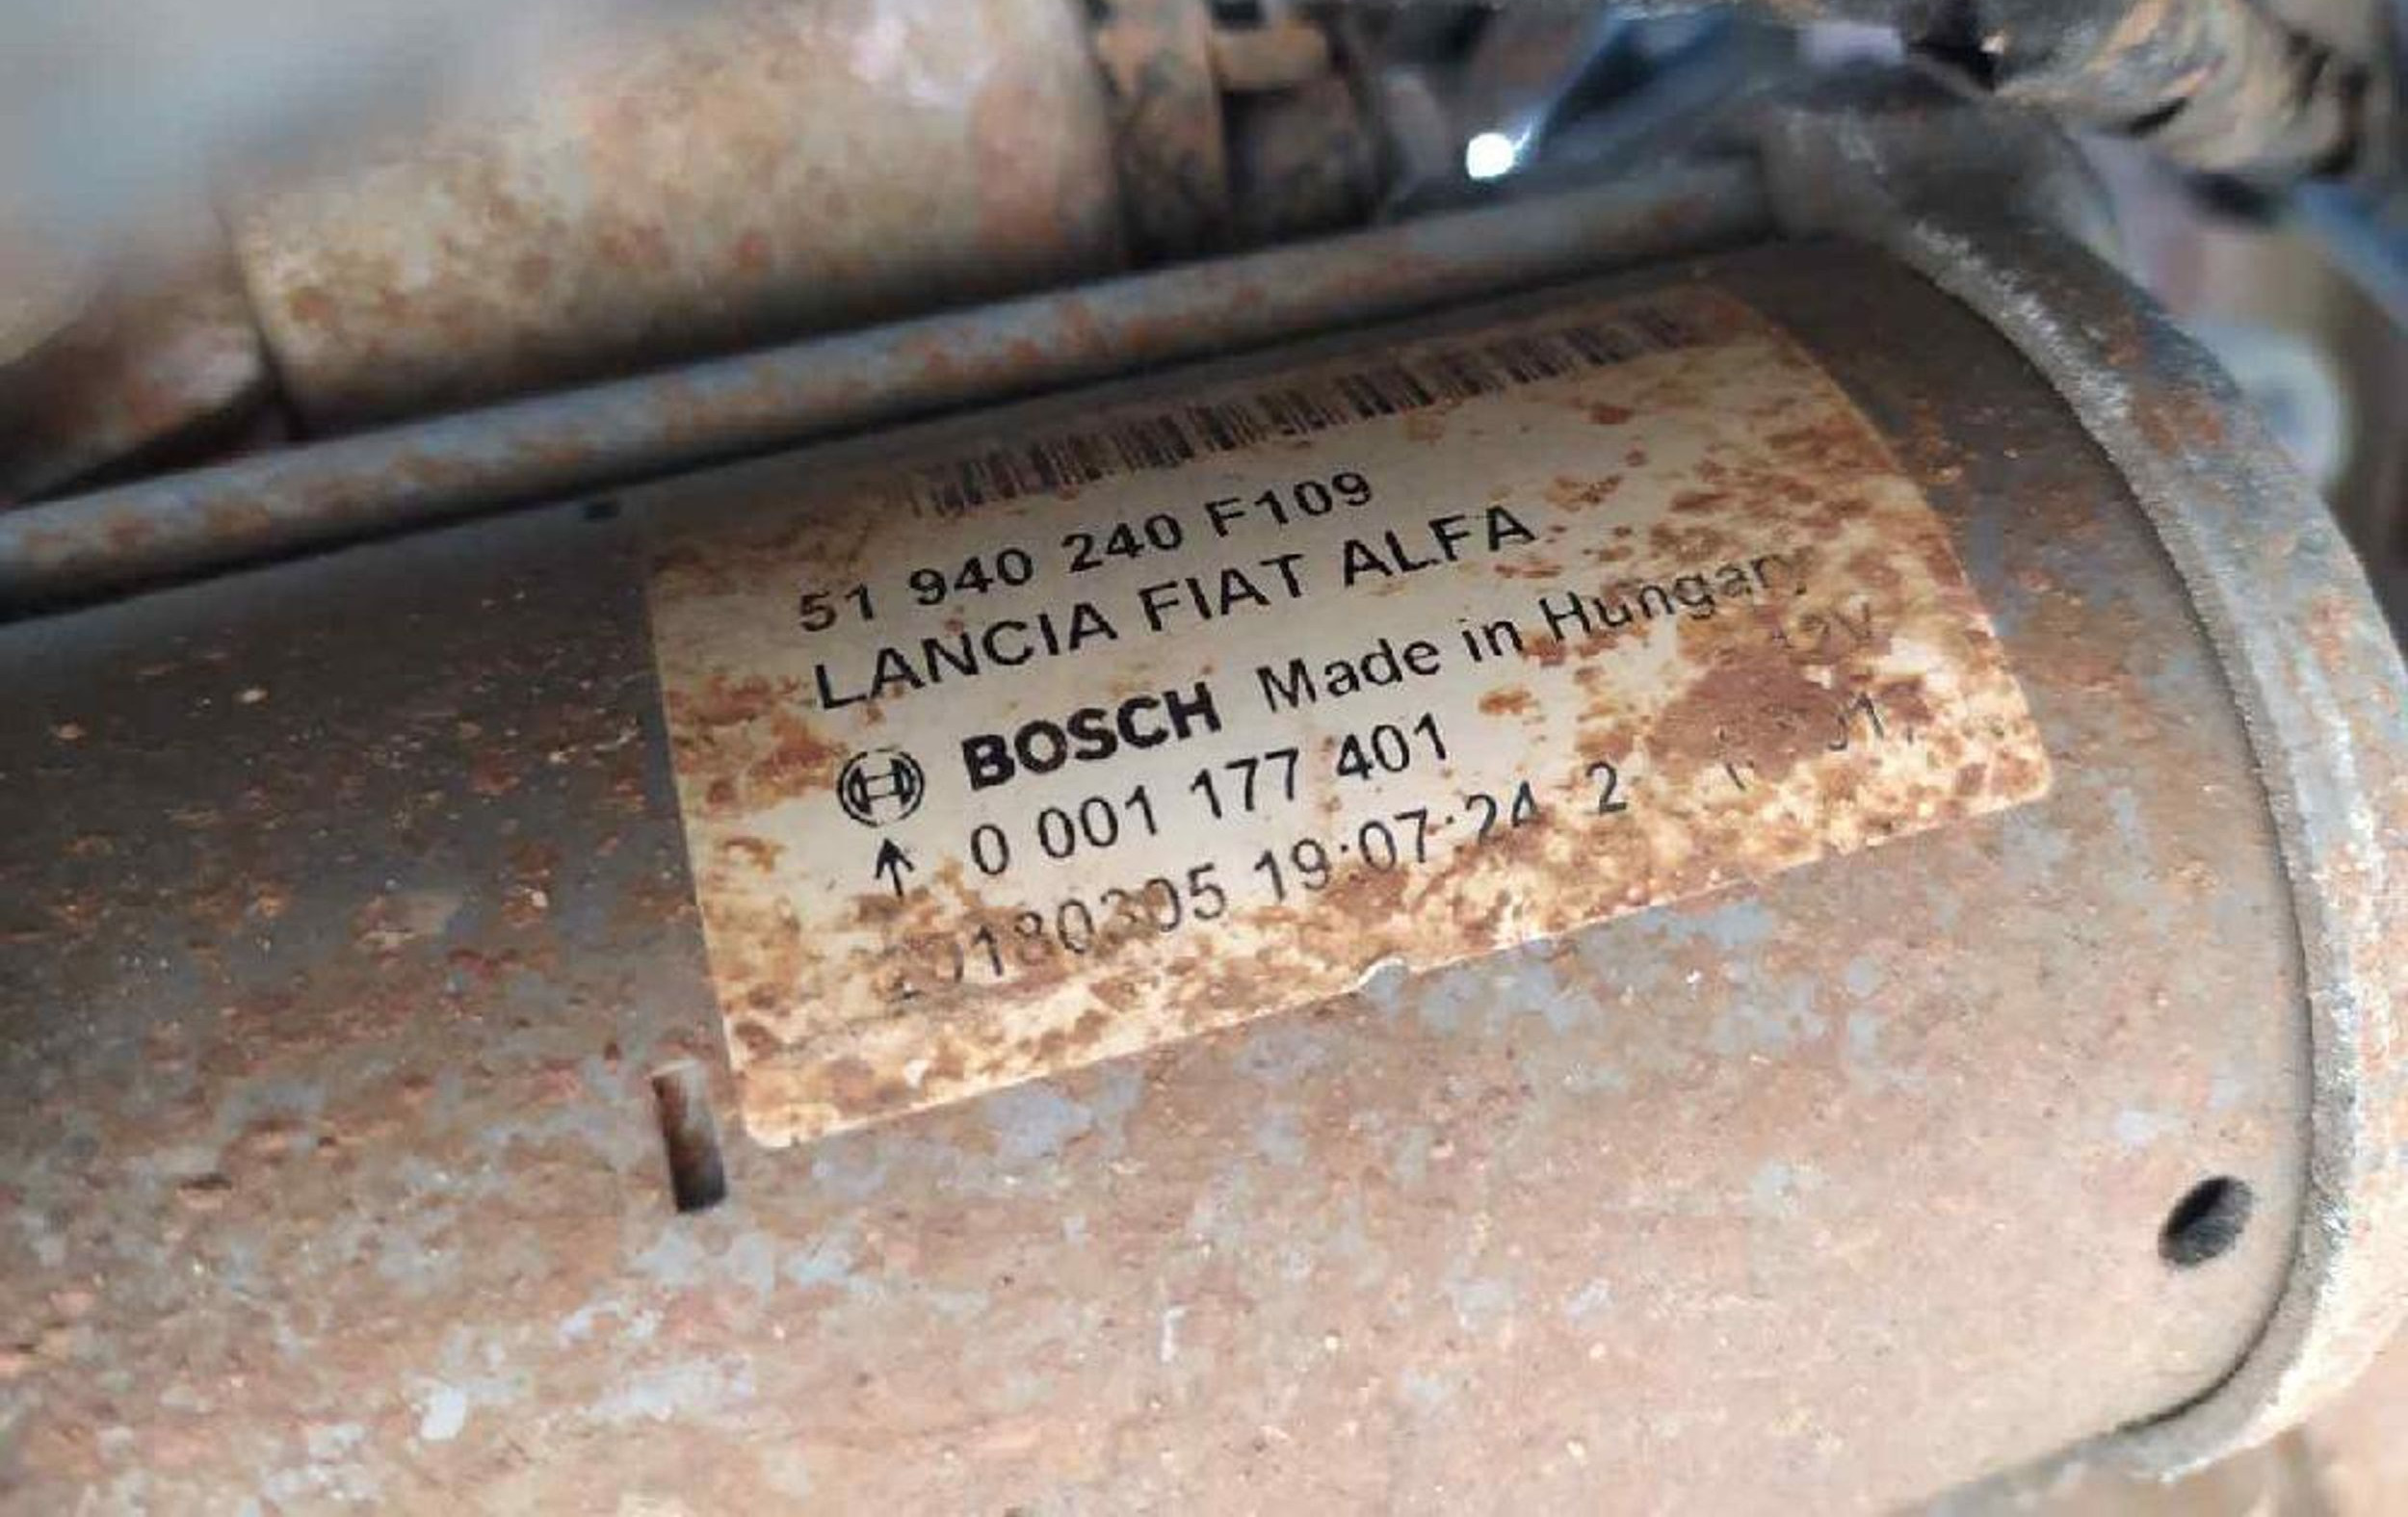 51 940 240 F109
LANCIA FIAT ALFA
BOSCH Made in Hungary
12V
↑ 0 001 177 401
20180305 19:07:24 2